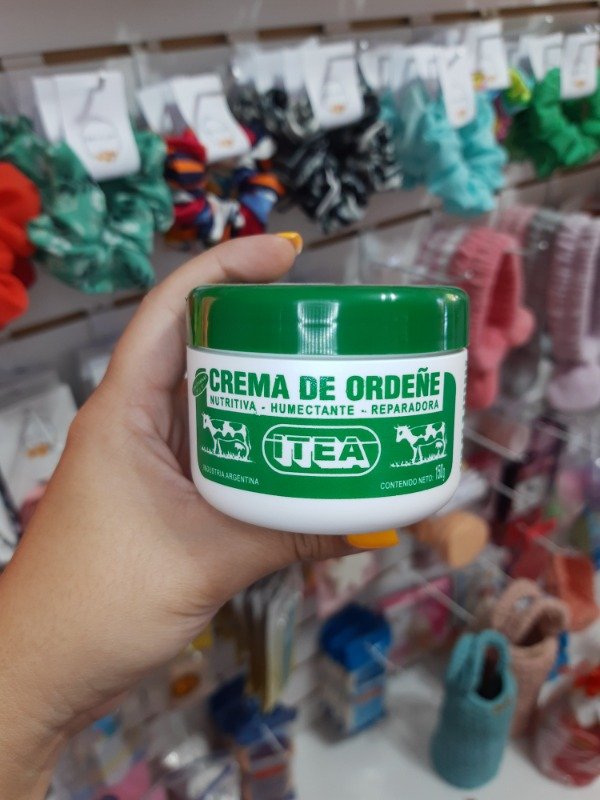 CREMA DE ORDEÑE
NUTRITIVA - HUMECTANTE - REPARADORA
ITEA
INDUSTRIA ARGENTINA
CONTENIDO NETO: 150g